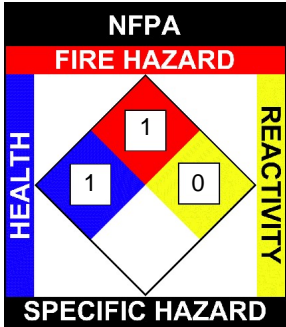 NFPA
FIRE HAZARD
HEALTH
1
1
0
REACTIVITY
SPECIFIC HAZARD